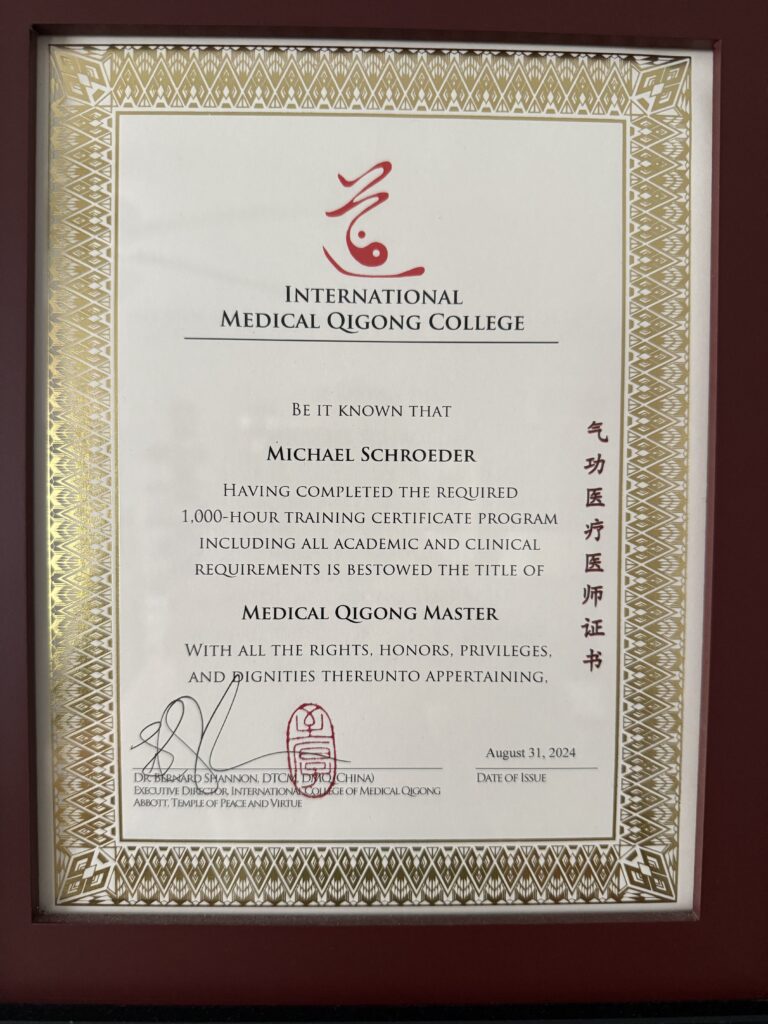 INTERNATIONAL
MEDICAL QIGONG COLLEGE
BE IT KNOWN THAT
MICHAEL SCHROEDER
HAVING COMPLETED THE REQUIRED
1,000-HOUR TRAINING CERTIFICATE PROGRAM
INCLUDING ALL ACADEMIC AND CLINICAL
REQUIREMENTS IS BESTOWED THE TITLE OF
MEDICAL QIGONG MASTER
WITH ALL THE RIGHTS, HONORS, PRIVILEGES,
AND DIGNITIES THEREUNTO APPERTAINING,
气功医疗医师证书
August 31, 2024
DR. BERNARD SHANNON, DTCM, DMQ (CHINA)
EXECUTIVE DIRECTOR, INTERNATIONAL COLLEGE OF MEDICAL QIGONG
ABBOTT, TEMPLE OF PEACE AND VIRTUE
DATE OF ISSUE